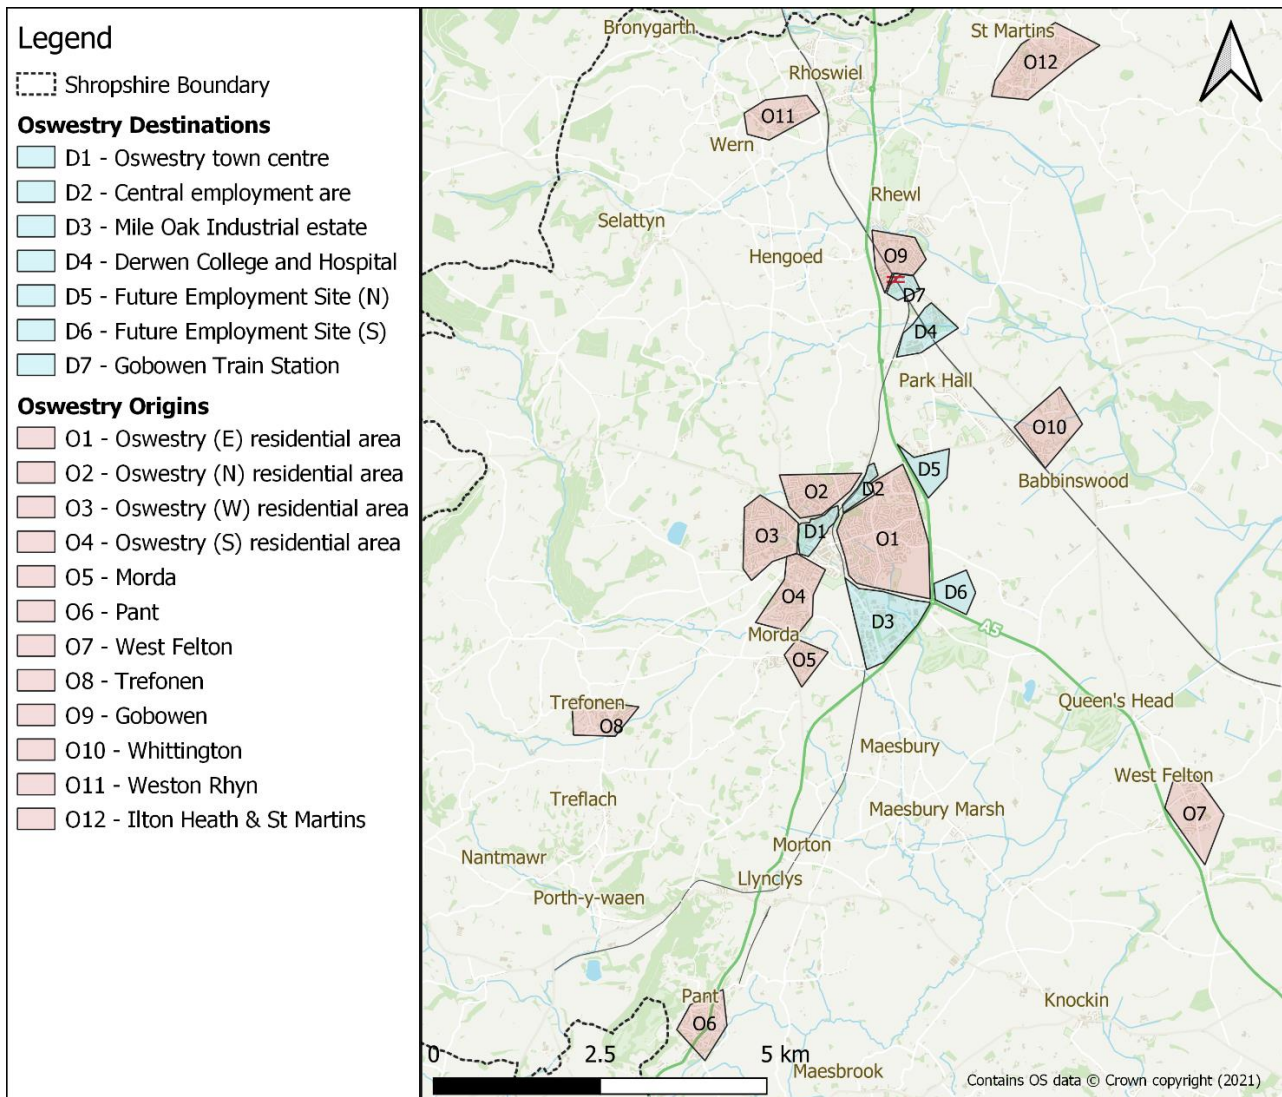 Legend
Shropshire Boundary
Oswestry Destinations
D1 - Oswestry town centre
D2 - Central employment are
D3 - Mile Oak Industrial estate
D4 - Derwen College and Hospital
D5 - Future Employment Site (N)
D6 - Future Employment Site (S)
D7 - Gobowen Train Station
Oswestry Origins
O1 - Oswestry (E) residential area
O2 - Oswestry (N) residential area
O3 - Oswestry (W) residential area
O4 - Oswestry (S) residential area
O5 - Morda
O6 - Pant
O7 - West Felton
O8 - Trefonen
O9 - Gobowen
O10 - Whittington
O11 - Weston Rhyn
O12 - Ilton Heath & St Martins
Bronygarth
St Martins
O12
Rhoswiel
O11
Wern
Rhewl
Selattyn
Hengoed
O9
D7
D4
Park Hall
O10
Babbinswood
D5
O2
D2
D1
O3
O1
O4
D6
D3
A5
Morda
O5
Trefonen
O8
Queen's Head
Maesbury
West Felton
Treflach
Maesbury Marsh
O7
Morton
Nantmawr
Llynclys
Porth-y-waen
Pant
O6
Knockin
0 2.5 5 km
Maesbrook
Contains OS data © Crown copyright (2021)